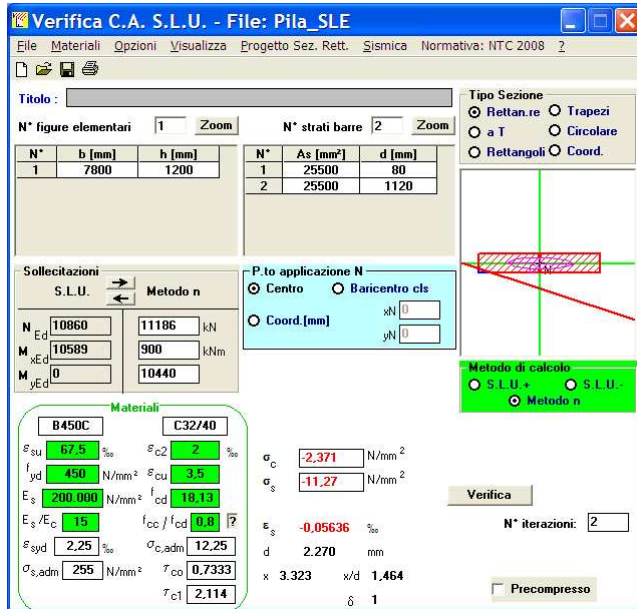 Verifica C.A. S.L.U. - File: Pila_SLE
File Materiali Opzioni Visualizza Progetto Sez. Rett. Sismica Normativa: NTC 2008 ?
Titolo :
N° figure elementari 1 Zoom N° strati barre 2 Zoom
N° b [mm] h [mm]
1 7800 1200
N° As [mm²] d [mm]
1 25500 80
2 25500 1120
Tipo Sezione
Rettan.re Trapezi
a T Circolare
Rettangoli Coord.
N
Sollecitazioni
S.L.U. Metodo n
N Ed 10860 11186 kN
M xEd 10589 900 kNm
M yEd 0 10440
P.to applicazione N
Centro Baricentro cls
Coord.[mm] xN 0
yN 0
Metodo di calcolo
S.L.U.+ S.L.U.-
Metodo n
Materiali
B450C C32/40
εsu 67,5 ‰ εc2 2 ‰
fyd 450 N/mm² εcu 3,5
Es 200.000 N/mm² fcd 18,13
Es/Ec 15 fcc / fcd 0,8 ?
εsyd 2,25 ‰ σc,adm 12,25
σs,adm 255 N/mm² τco 0,7333
τc1 2,114
σc -2,371 N/mm²
σs -11,27 N/mm²
εs -0,05636 ‰
d 2.270 mm
x 3.323 x/d 1,464
δ 1
Verifica
N° iterazioni: 2
Precompresso